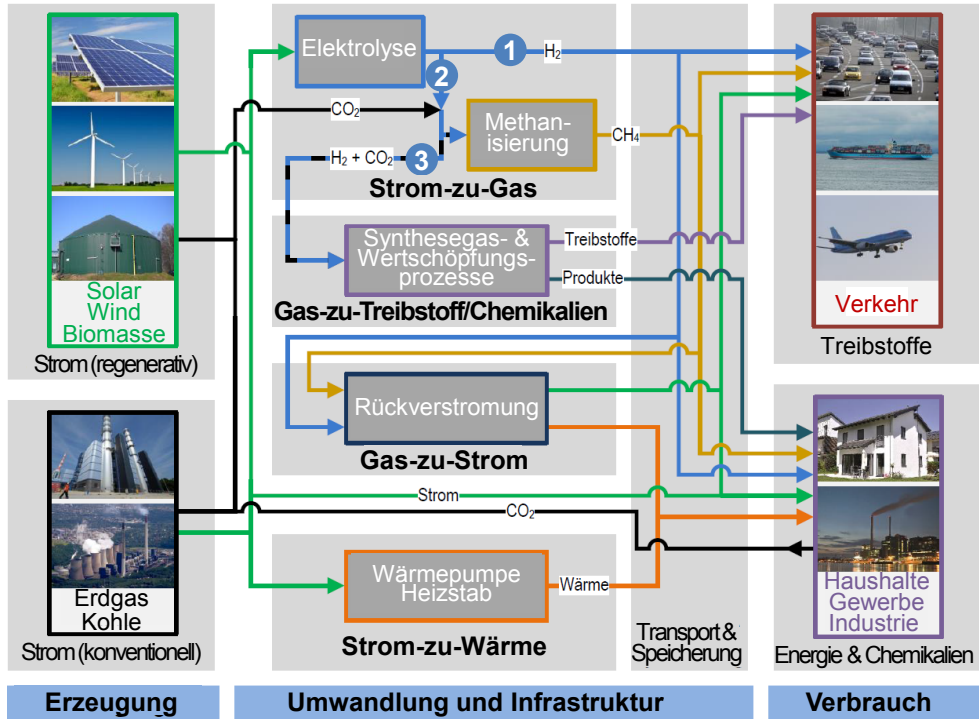 Solar
Wind
Biomasse
Strom (regenerativ)
Erdgas
Kohle
Strom (konventionell)
Elektrolyse
1
H₂
2
CO₂
Methan-
isierung
CH₄
H₂ + CO₂
3
Strom-zu-Gas
Synthesegas- &
Wertschöpfungs-
prozesse
Treibstoffe
Produkte
Gas-zu-Treibstoff/Chemikalien
Rückverstromung
Gas-zu-Strom
Strom
CO₂
Wärmepumpe
Heizstab
Wärme
Strom-zu-Wärme
Transport &
Speicherung
Verkehr
Treibstoffe
Haushalte
Gewerbe
Industrie
Energie & Chemikalien
Erzeugung
Umwandlung und Infrastruktur
Verbrauch